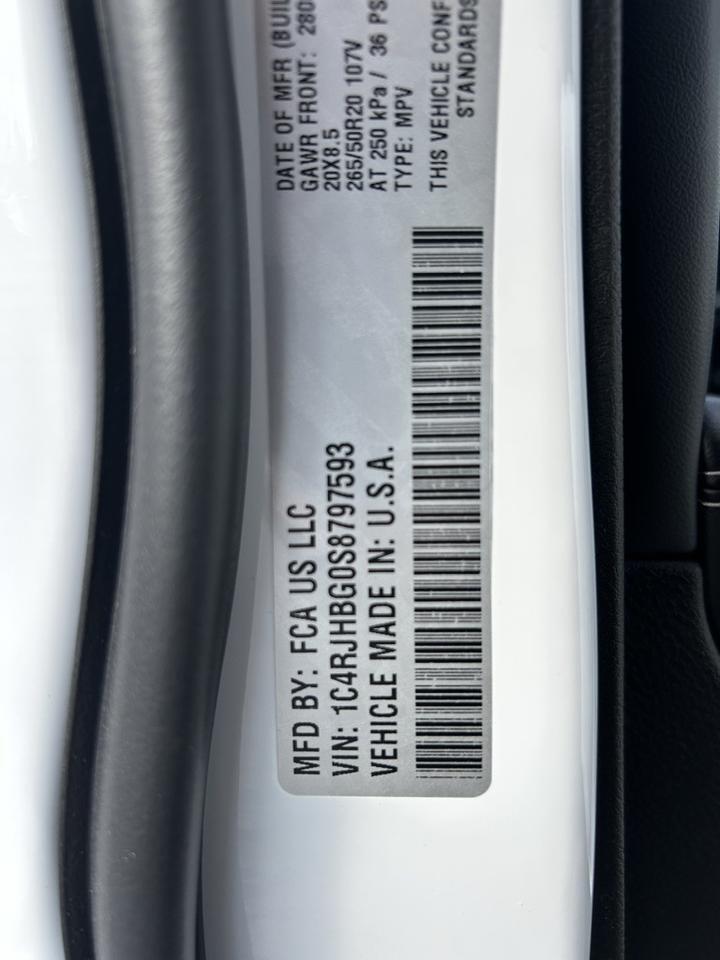 MFD BY: FCA US LLC
VIN: 1C4RJHBG0S8797593
VEHICLE MADE IN: U.S.A.
DATE OF MFR (BUIL
GAWR FRONT: 280
20X8.5
265/50R20 107V
AT 250 kPa / 36 PS
TYPE: MPV
THIS VEHICLE CONF
STANDARDS